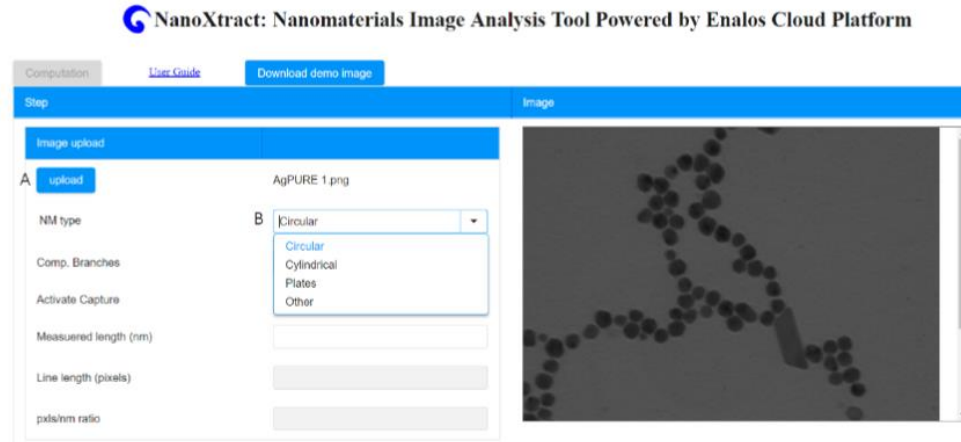 NanoXtract: Nanomaterials Image Analysis Tool Powered by Enalos Cloud Platform
Computation User Guide Download demo image
Step Image
Image upload
A upload AgPURE 1.png
NM type B Circular
Circular
Cylindrical
Comp. Branches
Plates
Activate Capture Other
Measuered length (nm)
Line length (pixels)
pxls/nm ratio